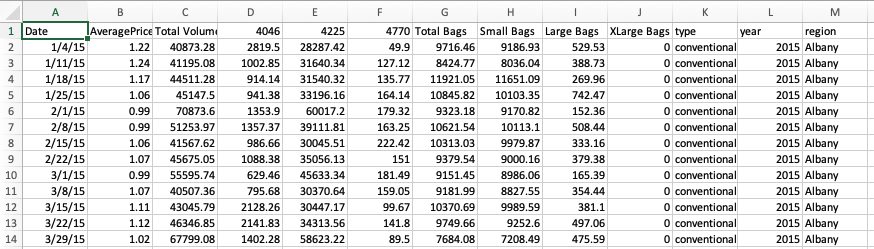 A B C D E F G H I J K L M
1 Date AveragePrice Total Volum 4046 4225 4770 Total Bags Small Bags Large Bags XLarge Bags type year region
2 1/4/15 1.22 40873.28 2819.5 28287.42 49.9 9716.46 9186.93 529.53 0 conventional 2015 Albany
3 1/11/15 1.24 41195.08 1002.85 31640.34 127.12 8424.77 8036.04 388.73 0 conventional 2015 Albany
4 1/18/15 1.17 44511.28 914.14 31540.32 135.77 11921.05 11651.09 269.96 0 conventional 2015 Albany
5 1/25/15 1.06 45147.5 941.38 33196.16 164.14 10845.82 10103.35 742.47 0 conventional 2015 Albany
6 2/1/15 0.99 70873.6 1353.9 60017.2 179.32 9323.18 9170.82 152.36 0 conventional 2015 Albany
7 2/8/15 0.99 51253.97 1357.37 39111.81 163.25 10621.54 10113.1 508.44 0 conventional 2015 Albany
8 2/15/15 1.06 41567.62 986.66 30045.51 222.42 10313.03 9979.87 333.16 0 conventional 2015 Albany
9 2/22/15 1.07 45675.05 1088.38 35056.13 151 9379.54 9000.16 379.38 0 conventional 2015 Albany
10 3/1/15 0.99 55595.74 629.46 45633.34 181.49 9151.45 8986.06 165.39 0 conventional 2015 Albany
11 3/8/15 1.07 40507.36 795.68 30370.64 159.05 9181.99 8827.55 354.44 0 conventional 2015 Albany
12 3/15/15 1.11 43045.79 2128.26 30447.17 99.67 10370.69 9989.59 381.1 0 conventional 2015 Albany
13 3/22/15 1.12 46346.85 2141.83 34313.56 141.8 9749.66 9252.6 497.06 0 conventional 2015 Albany
14 3/29/15 1.02 67799.08 1402.28 58623.22 89.5 7684.08 7208.49 475.59 0 conventional 2015 Albany